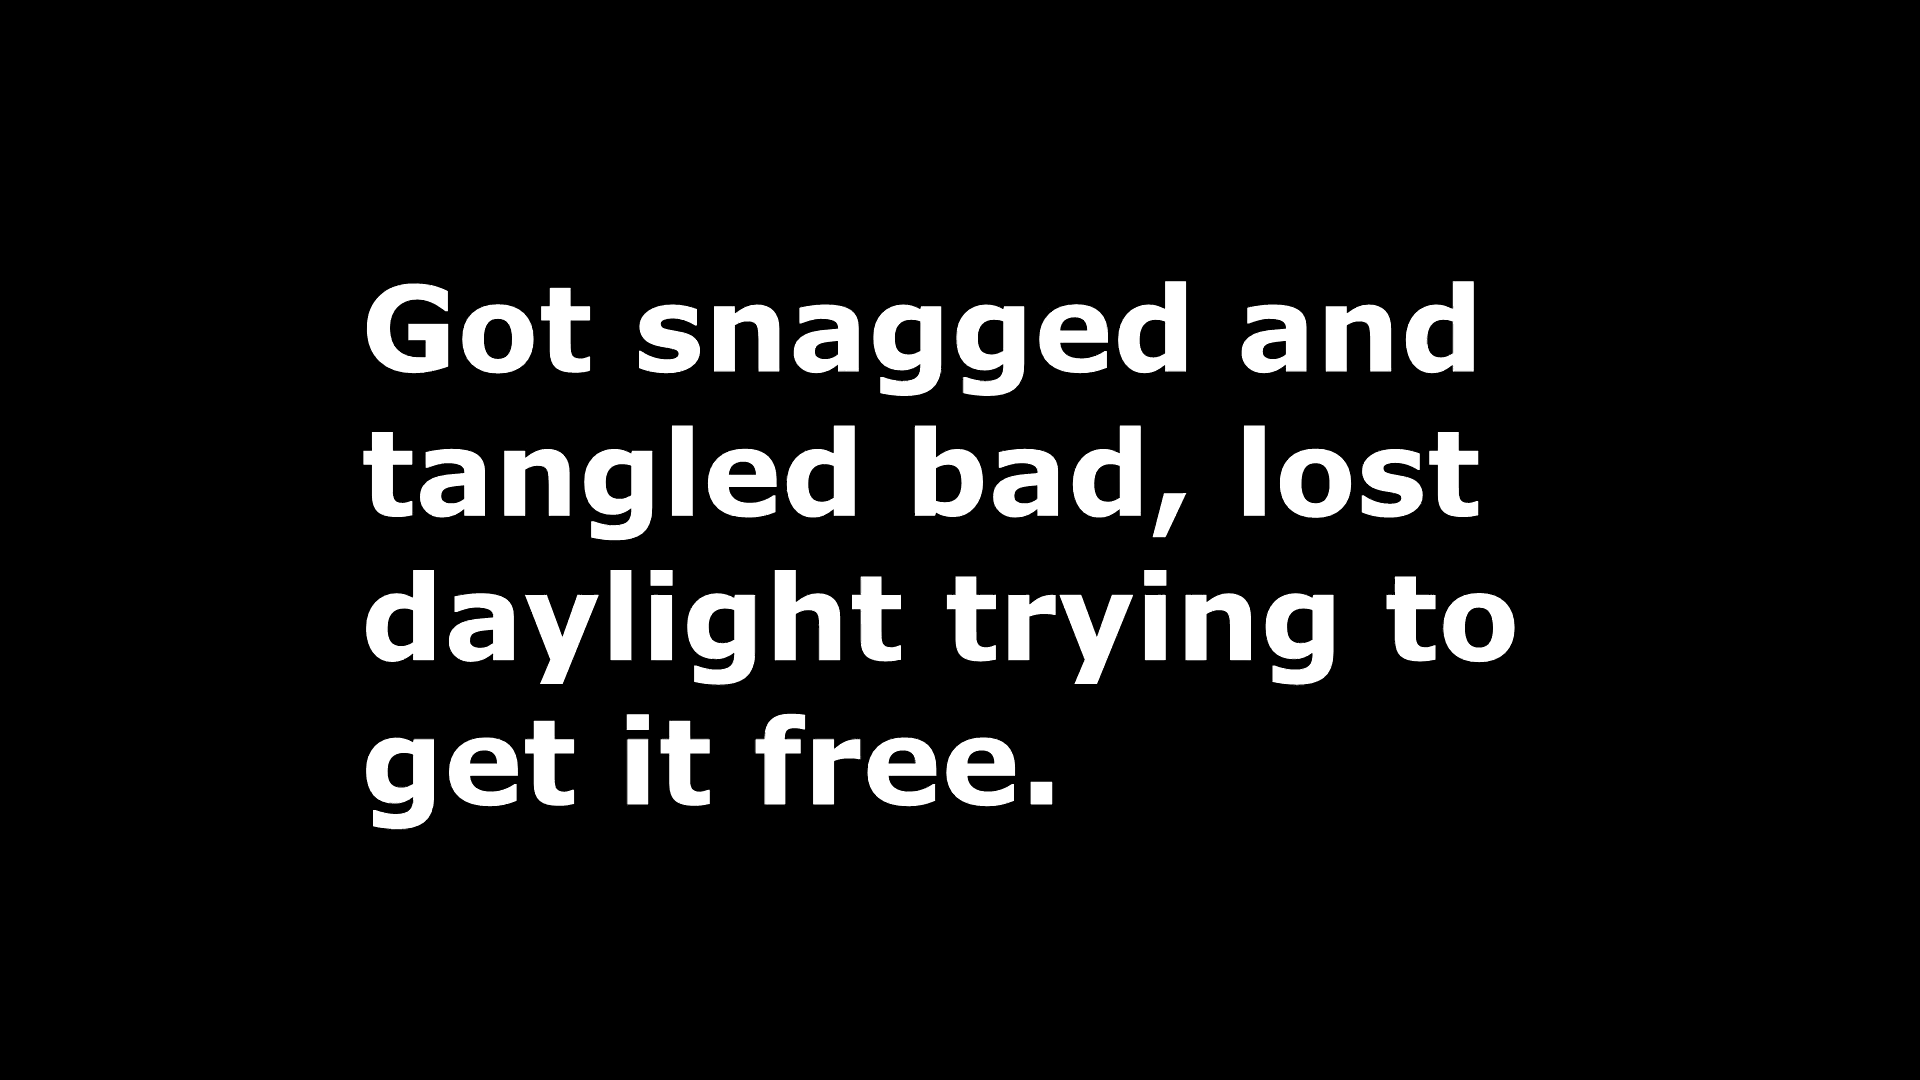 Got snagged and
tangled bad, lost
daylight trying to
get it free.